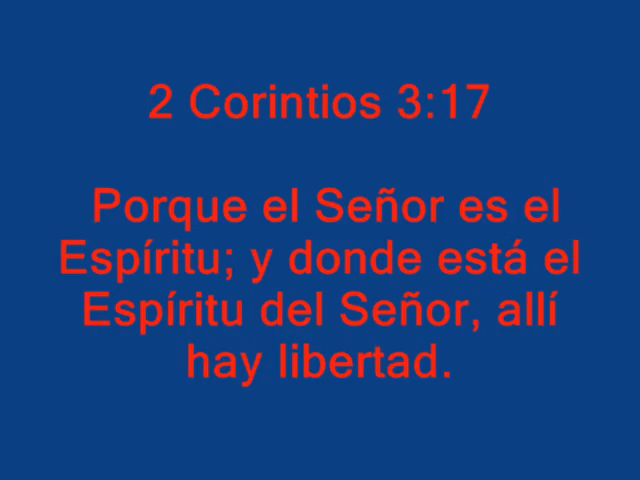 2 Corintios 3:17
Porque el Señor es el
Espíritu; y donde está el
Espíritu del Señor, allí
hay libertad.